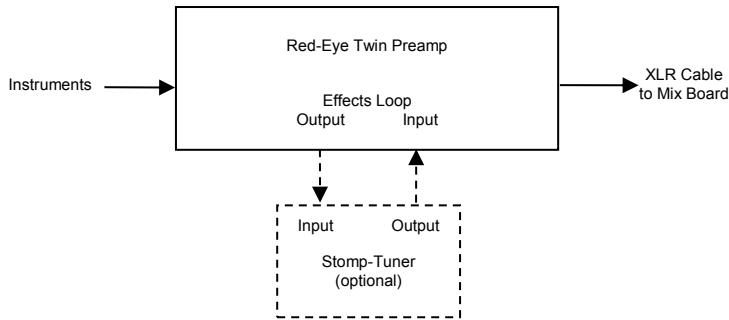 Red-Eye Twin Preamp
Instruments
XLR Cable
to Mix Board
Effects Loop
Output Input
Input Output
Stomp-Tuner
(optional)